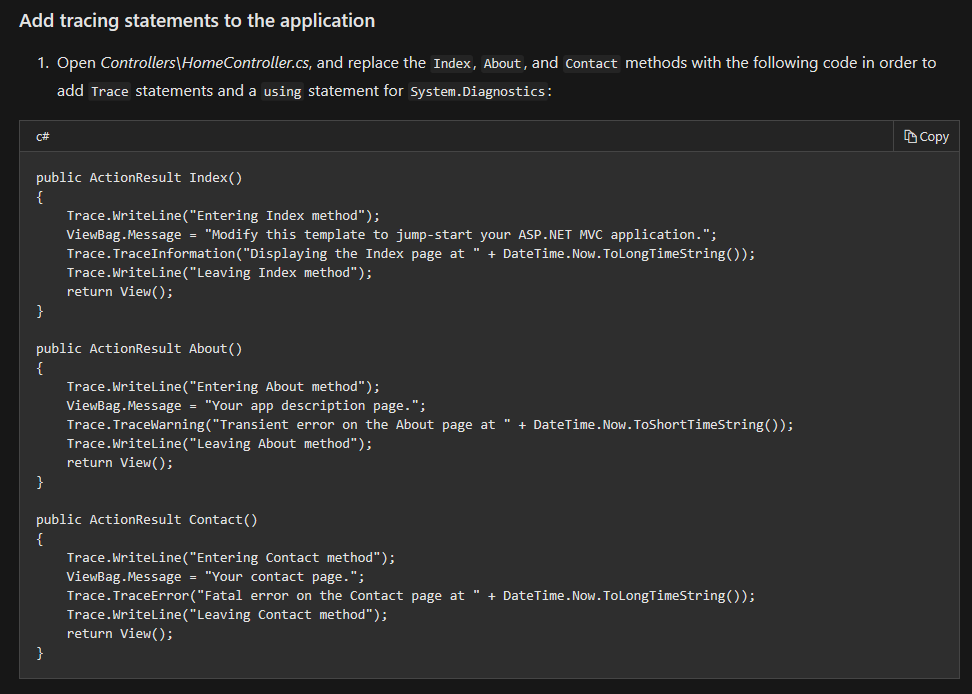 Add tracing statements to the application
1. Open Controllers\HomeController.cs, and replace the Index, About, and Contact methods with the following code in order to
add Trace statements and a using statement for System.Diagnostics:
c#
Copy
public ActionResult Index()
{
    Trace.WriteLine("Entering Index method");
    ViewBag.Message = "Modify this template to jump-start your ASP.NET MVC application.";
    Trace.TraceInformation("Displaying the Index page at " + DateTime.Now.ToLongTimeString());
    Trace.WriteLine("Leaving Index method");
    return View();
}

public ActionResult About()
{
    Trace.WriteLine("Entering About method");
    ViewBag.Message = "Your app description page.";
    Trace.TraceWarning("Transient error on the About page at " + DateTime.Now.ToShortTimeString());
    Trace.WriteLine("Leaving About method");
    return View();
}

public ActionResult Contact()
{
    Trace.WriteLine("Entering Contact method");
    ViewBag.Message = "Your contact page.";
    Trace.TraceError("Fatal error on the Contact page at " + DateTime.Now.ToLongTimeString());
    Trace.WriteLine("Leaving Contact method");
    return View();
}